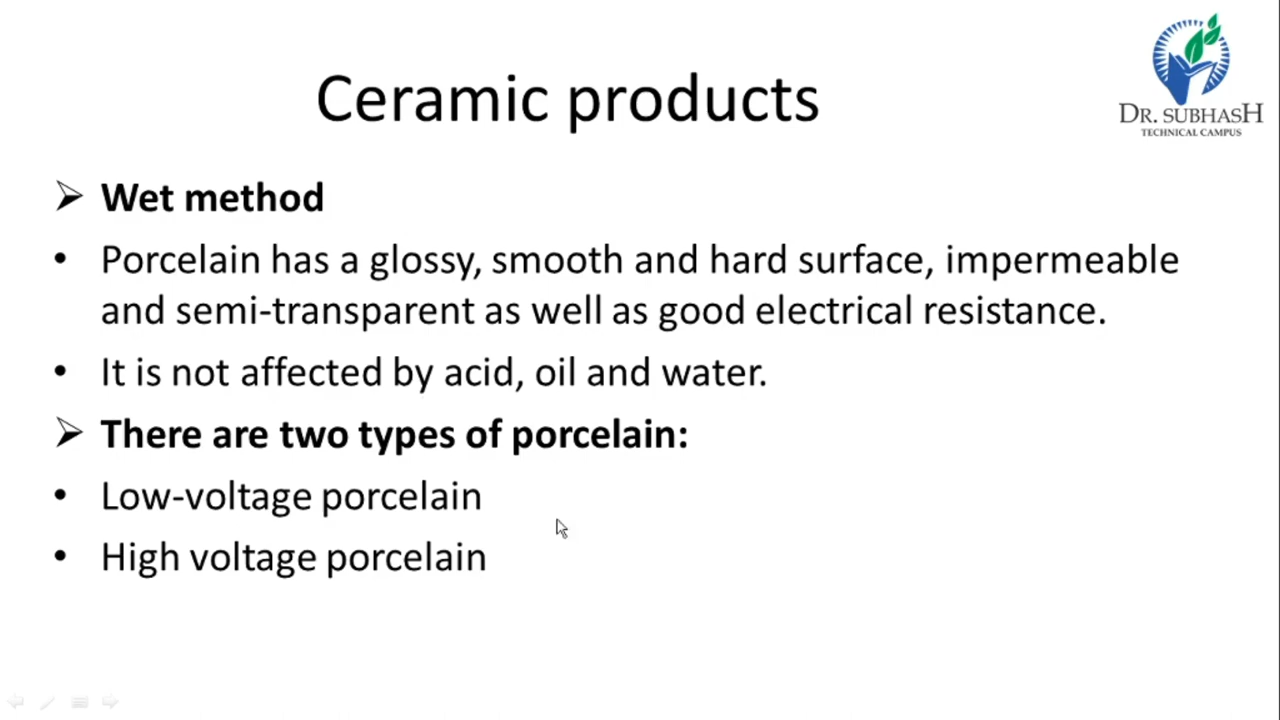 DR. SUBHASH
TECHNICAL CAMPUS
Ceramic products
➢ Wet method
• Porcelain has a glossy, smooth and hard surface, impermeable
and semi-transparent as well as good electrical resistance.
• It is not affected by acid, oil and water.
➢ There are two types of porcelain:
• Low-voltage porcelain
• High voltage porcelain